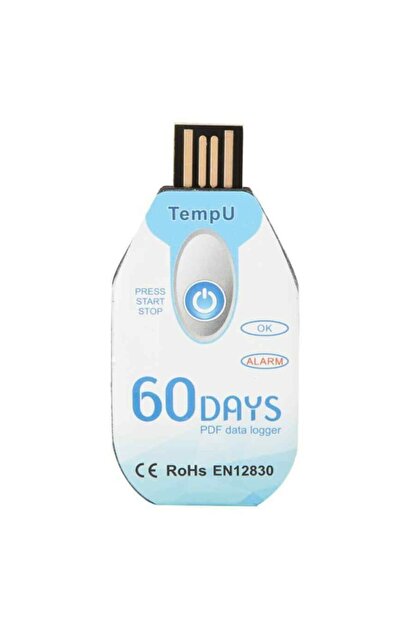 TempU
PRESS
START
STOP
OK
ALARM
60DAYS
PDF data logger
CE RoHs EN12830